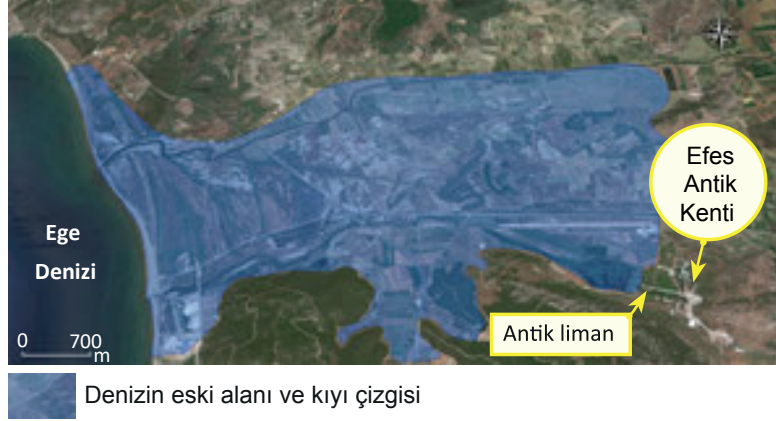 Efes
Antik
Kenti
Ege
Denizi
Antik liman
0 700
m
Denizin eski alanı ve kıyı çizgisi